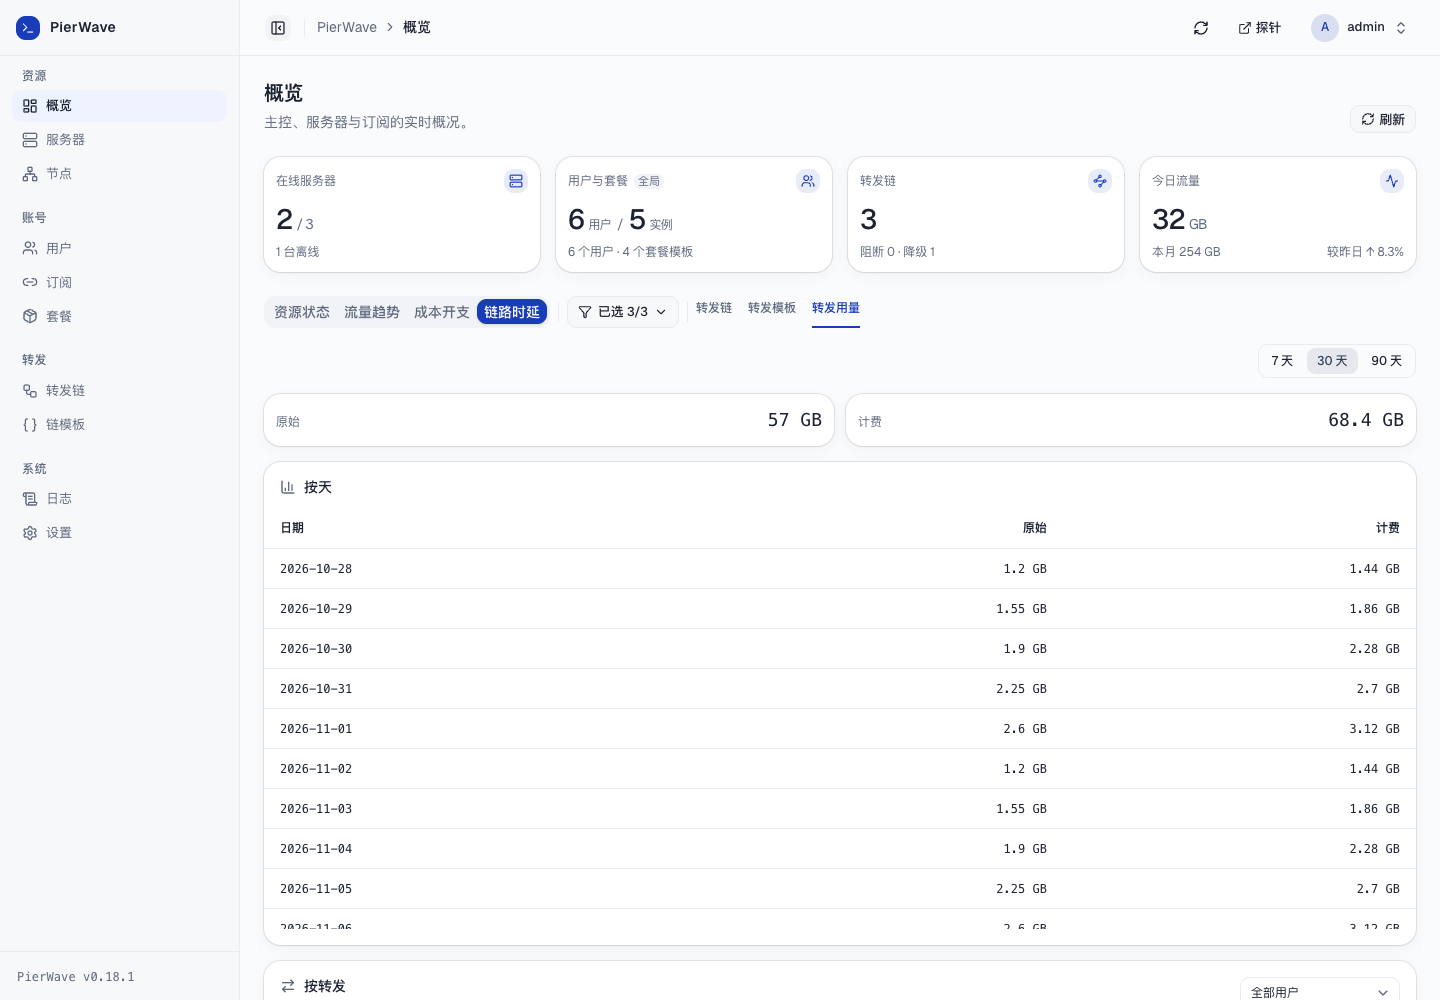 PierWave
PierWave > 概览
探针
A admin
资源
概览
服务器
节点
账号
用户
订阅
套餐
转发
转发链
链模板
系统
日志
设置
PierWave v0.18.1
概览
主控、服务器与订阅的实时概况。
刷新
在线服务器
2 / 3
1 台离线
用户与套餐 全局
6 用户 / 5 实例
6 个用户 · 4 个套餐模板
转发链
3
阻断 0 · 降级 1
今日流量
32 GB
本月 254 GB 较昨日 ↑ 8.3%
资源状态 流量趋势 成本开支 链路时延 已选 3/3 转发链 转发模板 转发用量
7 天 30 天 90 天
原始 57 GB
计费 68.4 GB
按天
日期 原始 计费
2026-10-28 1.2 GB 1.44 GB
2026-10-29 1.55 GB 1.86 GB
2026-10-30 1.9 GB 2.28 GB
2026-10-31 2.25 GB 2.7 GB
2026-11-01 2.6 GB 3.12 GB
2026-11-02 1.2 GB 1.44 GB
2026-11-03 1.55 GB 1.86 GB
2026-11-04 1.9 GB 2.28 GB
2026-11-05 2.25 GB 2.7 GB
2026-11-06 2.6 GB 3.12 GB
按转发
全部用户